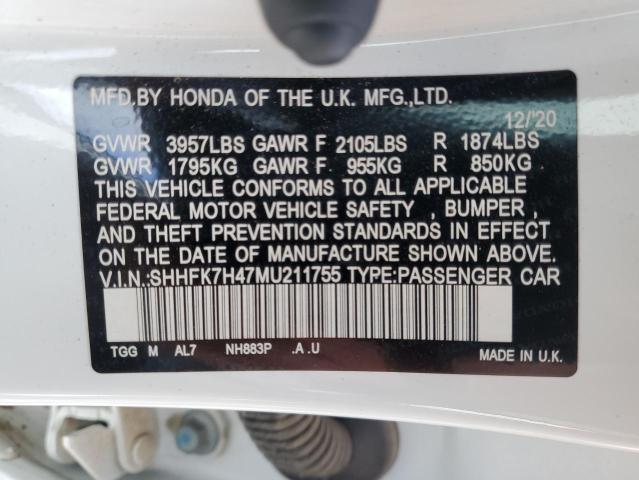 MFD.BY HONDA OF THE U.K. MFG.,LTD.
12/'20
GVWR 3957LBS GAWR F 2105LBS R 1874LBS
GVWR 1795KG GAWR F 955KG R 850KG
THIS VEHICLE CONFORMS TO ALL APPLICABLE
FEDERAL MOTOR VEHICLE SAFETY , BUMPER ,
AND THEFT PREVENTION STANDARDS IN EFFECT
ON THE DATE OF MANUFACTURE SHOWN ABOVE.
V.I.N.:SHHFK7H47MU211755 TYPE:PASSENGER CAR
TGG M AL7 NH883P .A .U MADE IN U.K.